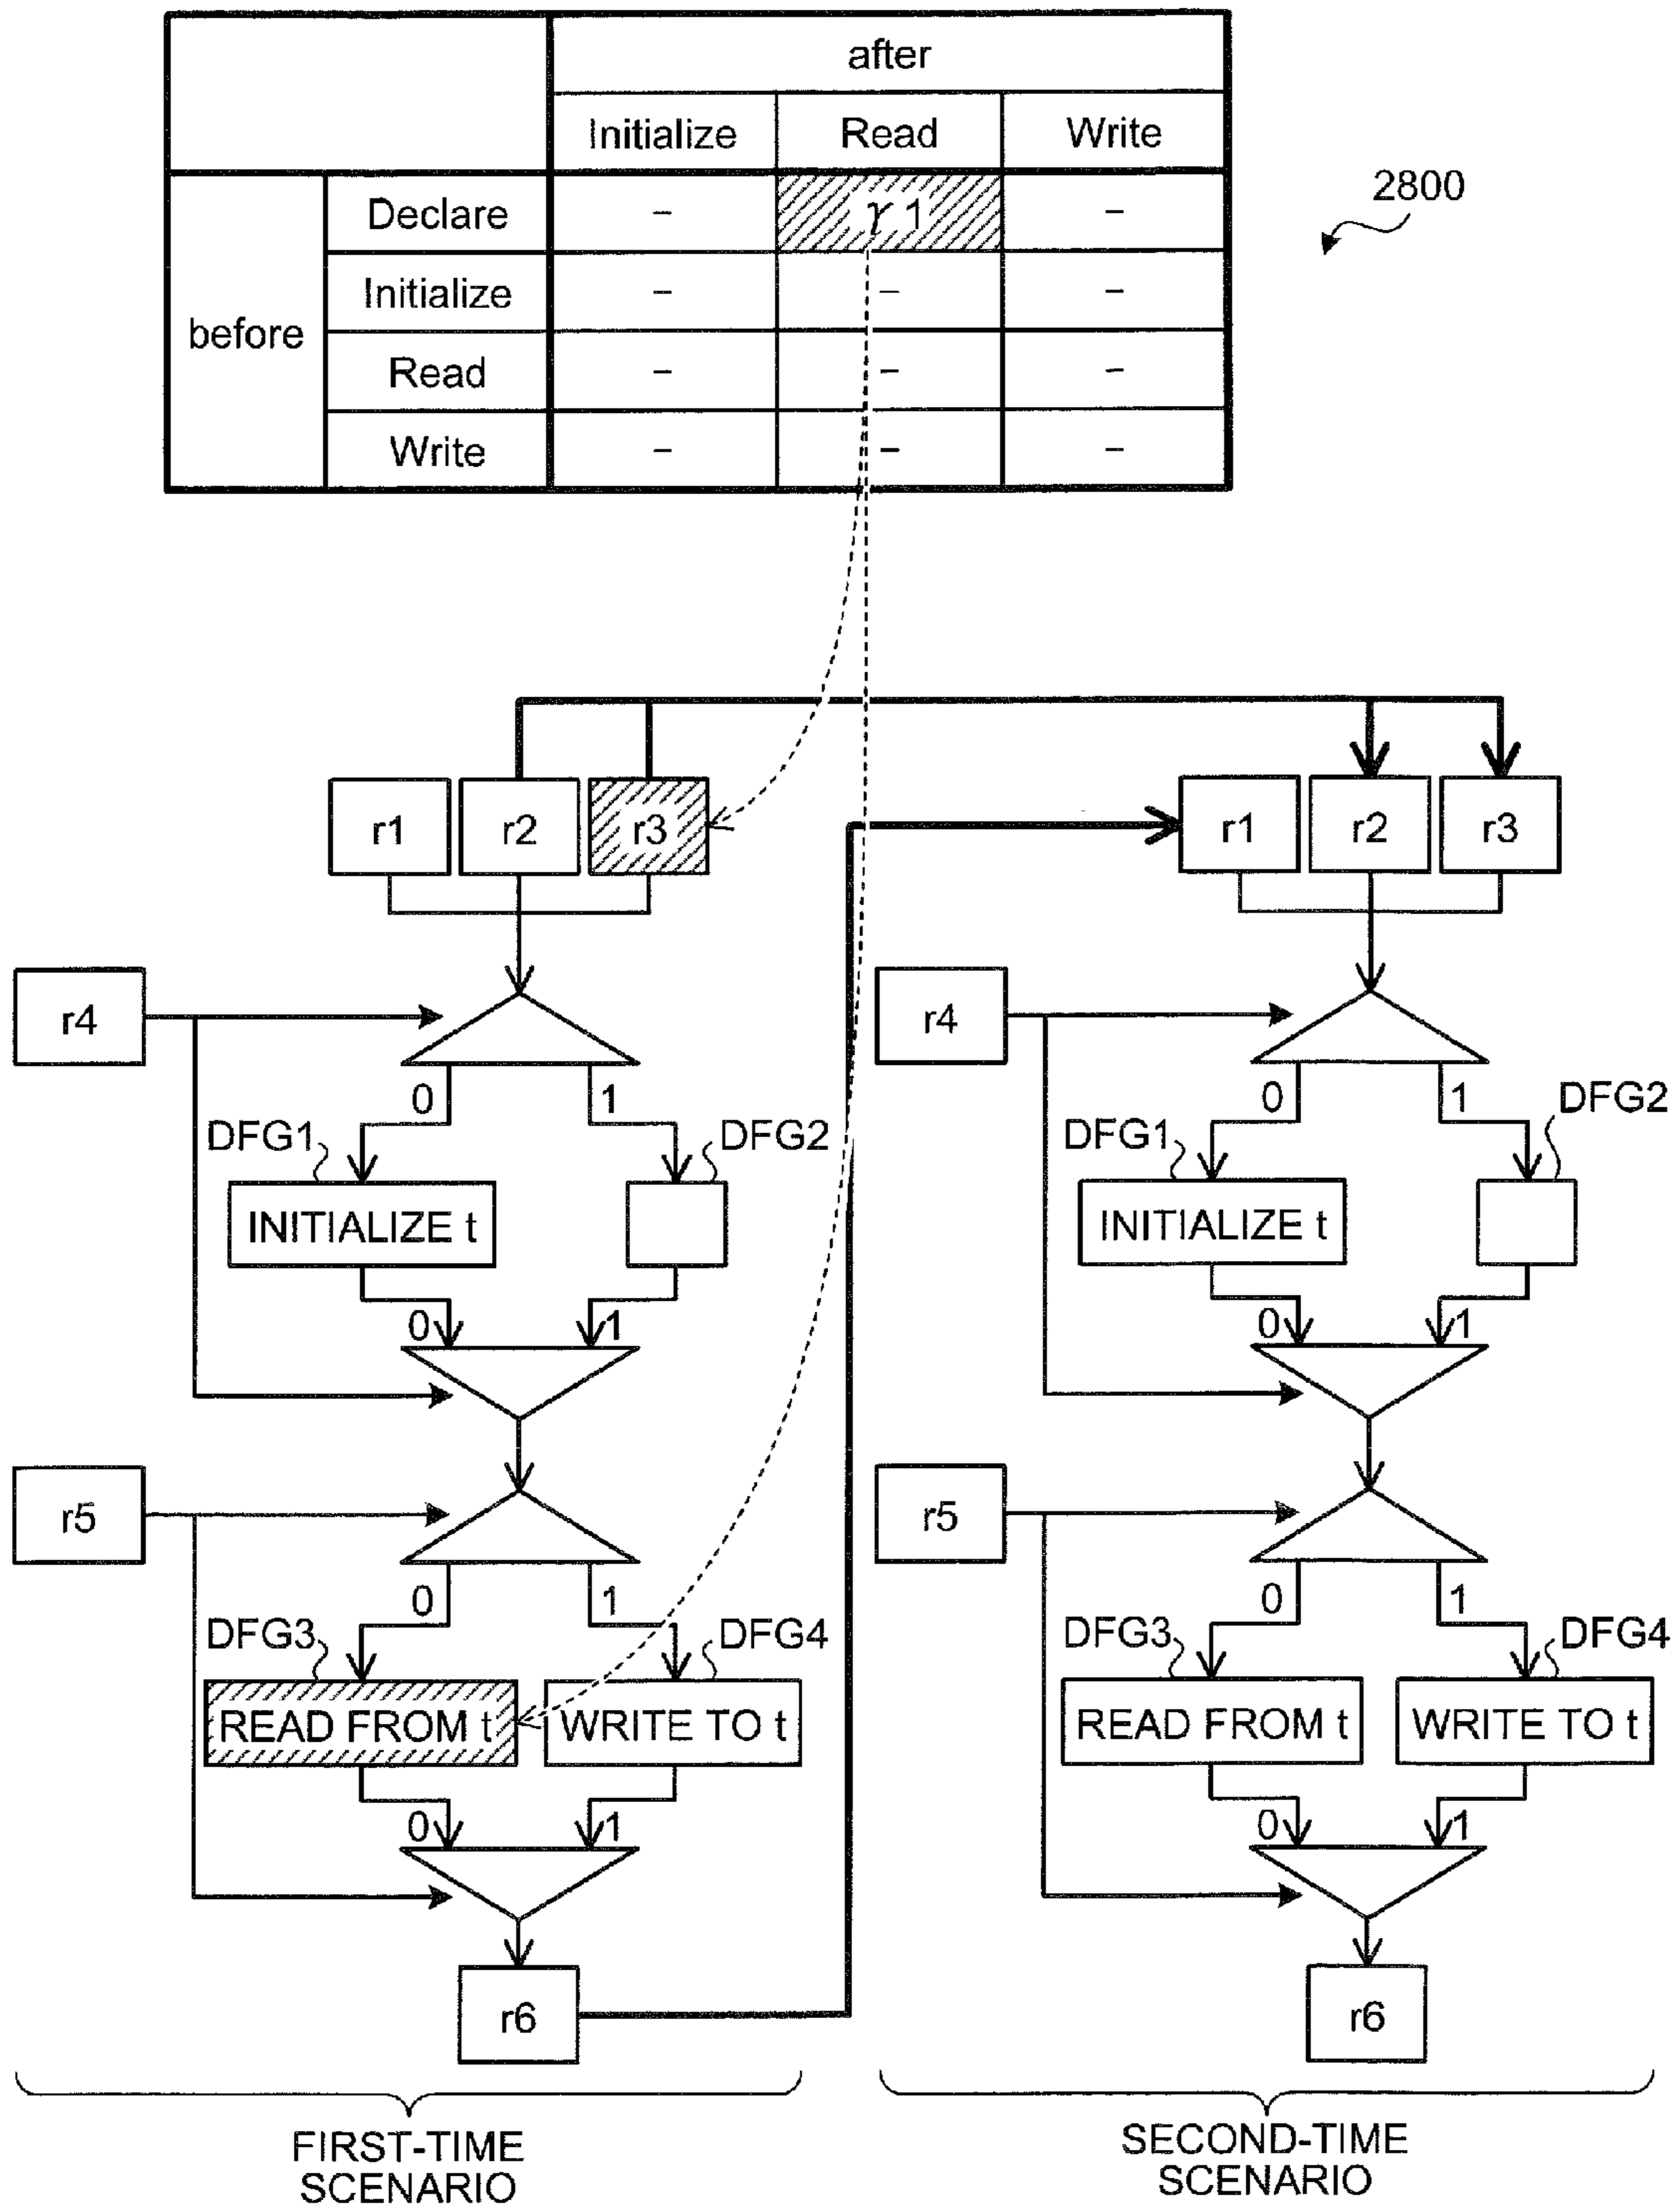 after
Initialize Read Write
2800
before
Declare – γ 1 –
Initialize – – –
Read – – –
Write – – –
r1 r2 r3 r1 r2 r3
r4 r4
0 1 0 1
DFG1 DFG2 DFG1 DFG2
INITIALIZE t INITIALIZE t
0 1 0 1
r5 r5
0 1 0 1
DFG3 DFG4 DFG3 DFG4
READ FROM t WRITE TO t READ FROM t WRITE TO t
0 1 0 1
r6 r6
FIRST-TIME
SCENARIO
SECOND-TIME
SCENARIO